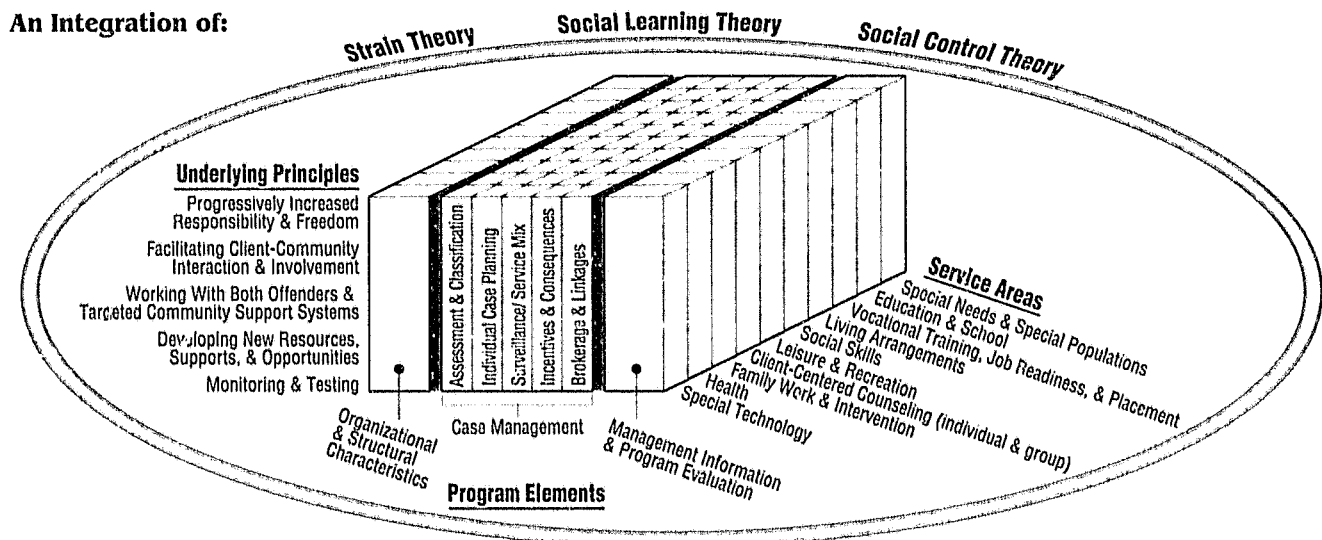 An Integration of:
Strain Theory
Social Learning Theory
Social Control Theory
Underlying Principles
Progressively Increased
Responsibility & Freedom
Facilitating Client-Community
Interaction & Involvement
Working With Both Offenders &
Targeted Community Support Systems
Developing New Resources,
Supports, & Opportunities
Monitoring & Testing
Assessment & Classification
Individual Case Planning
Surveillance/ Service Mix
Incentives & Consequences
Brokerage & Linkages
Organizational
& Structural
Characteristics
Case Management
Management Information
& Program Evaluation
Program Elements
Service Areas
Special Needs & Special Populations
Education & School
Vocational Training, Job Readiness, & Placement
Living Arrangements
Social Skills
Leisure & Recreation
Client-Centered Counseling (individual & group)
Family Work & Intervention
Health
Special Technology